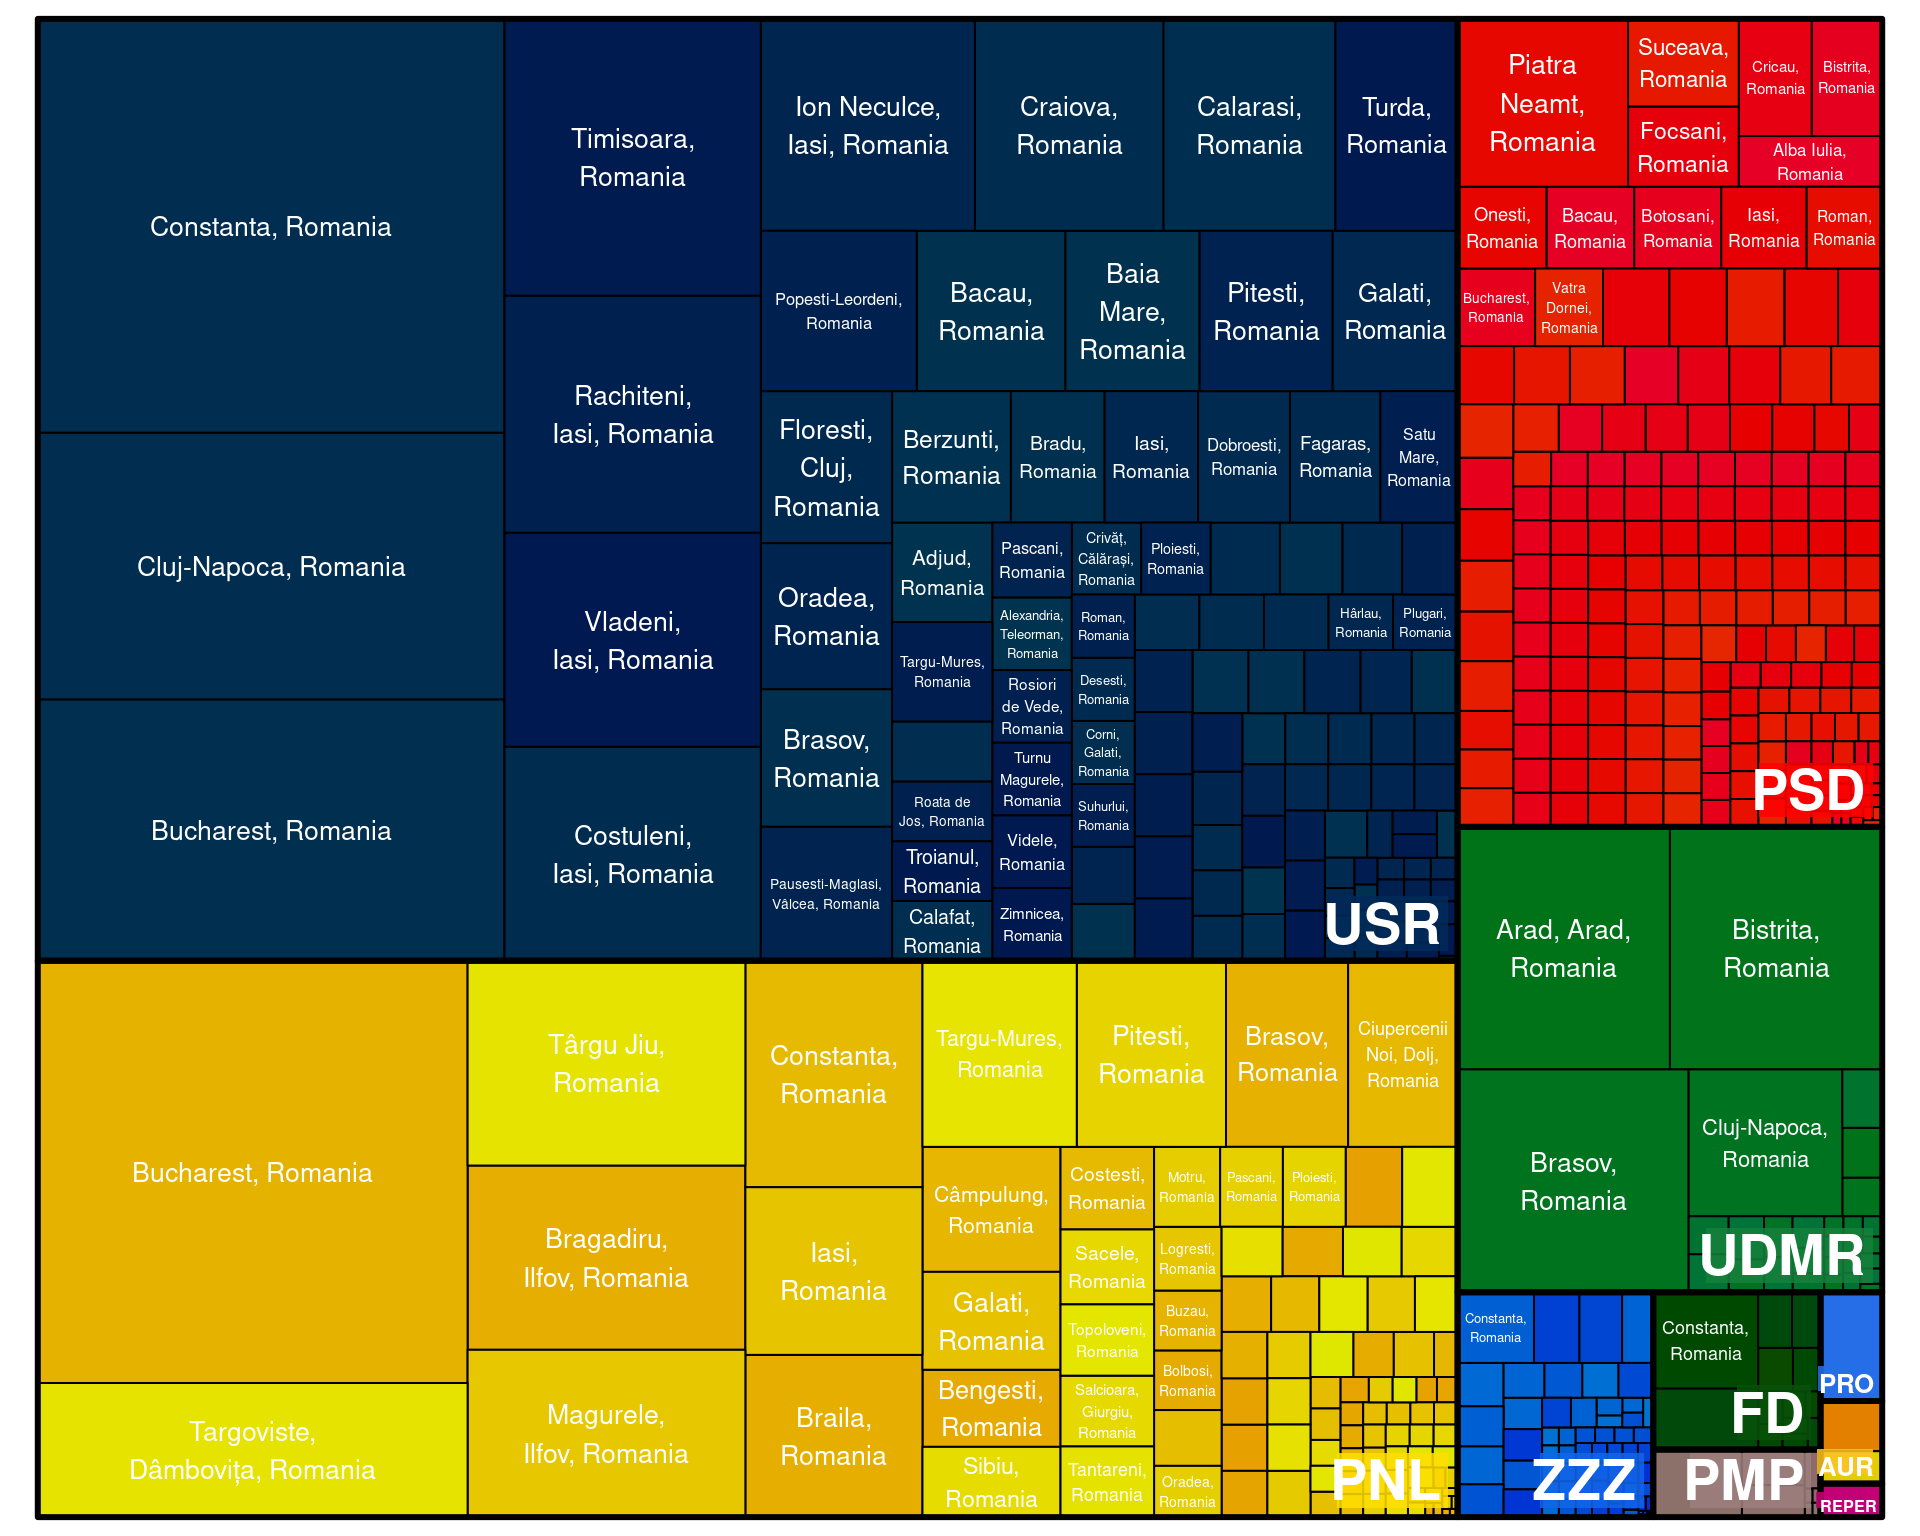 Constanta, Romania
Cluj-Napoca, Romania
Bucharest, Romania
Timisoara,
Romania
Rachiteni,
Iasi, Romania
Vladeni,
Iasi, Romania
Costuleni,
Iasi, Romania
Ion Neculce,
Iasi, Romania
Craiova,
Romania
Calarasi,
Romania
Turda,
Romania
Popesti-Leordeni,
Romania
Bacau,
Romania
Baia
Mare,
Romania
Pitesti,
Romania
Galati,
Romania
Floresti,
Cluj,
Romania
Oradea,
Romania
Brasov,
Romania
Pausesti-Maglasi,
Vâlcea, Romania
Berzunti,
Romania
Bradu,
Romania
Iasi,
Romania
Dobroesti,
Romania
Fagaras,
Romania
Satu
Mare,
Romania
Adjud,
Romania
Targu-Mures,
Romania
Roata de
Jos, Romania
Troianul,
Romania
Calafat,
Romania
Pascani,
Romania
Alexandria,
Teleorman,
Romania
Rosiori
de Vede,
Romania
Turnu
Magurele,
Romania
Videle,
Romania
Zimnicea,
Romania
Crivăț,
Călărași,
Romania
Ploiesti,
Romania
Roman,
Romania
Desesti,
Romania
Corni,
Galati,
Romania
Suhurlui,
Romania
Hârlau,
Romania
Plugari,
Romania
USR
Piatra
Neamt,
Romania
Suceava,
Romania
Focsani,
Romania
Cricau,
Romania
Bistrita,
Romania
Alba Iulia,
Romania
Onesti,
Romania
Bacau,
Romania
Botosani,
Romania
Iasi,
Romania
Roman,
Romania
Bucharest,
Romania
Vatra
Dornei,
Romania
PSD
Bucharest, Romania
Targoviste,
Dâmbovița, Romania
Târgu Jiu,
Romania
Bragadiru,
Ilfov, Romania
Magurele,
Ilfov, Romania
Constanta,
Romania
Iasi,
Romania
Braila,
Romania
Targu-Mures,
Romania
Pitesti,
Romania
Brasov,
Romania
Ciupercenii
Noi, Dolj,
Romania
Câmpulung,
Romania
Galati,
Romania
Bengesti,
Romania
Sibiu,
Romania
Costesti,
Romania
Sacele,
Romania
Topoloveni,
Romania
Salcioara,
Giurgiu,
Romania
Tantareni,
Romania
Motru,
Romania
Pascani,
Romania
Ploiesti,
Romania
Logresti,
Romania
Buzau,
Romania
Bolbosi,
Romania
Oradea,
Romania
PNL
Arad, Arad,
Romania
Bistrita,
Romania
Brasov,
Romania
Cluj-Napoca,
Romania
UDMR
Constanta,
Romania
ZZZ
Constanta,
Romania
FD
PMP
PRO
AUR
REPER